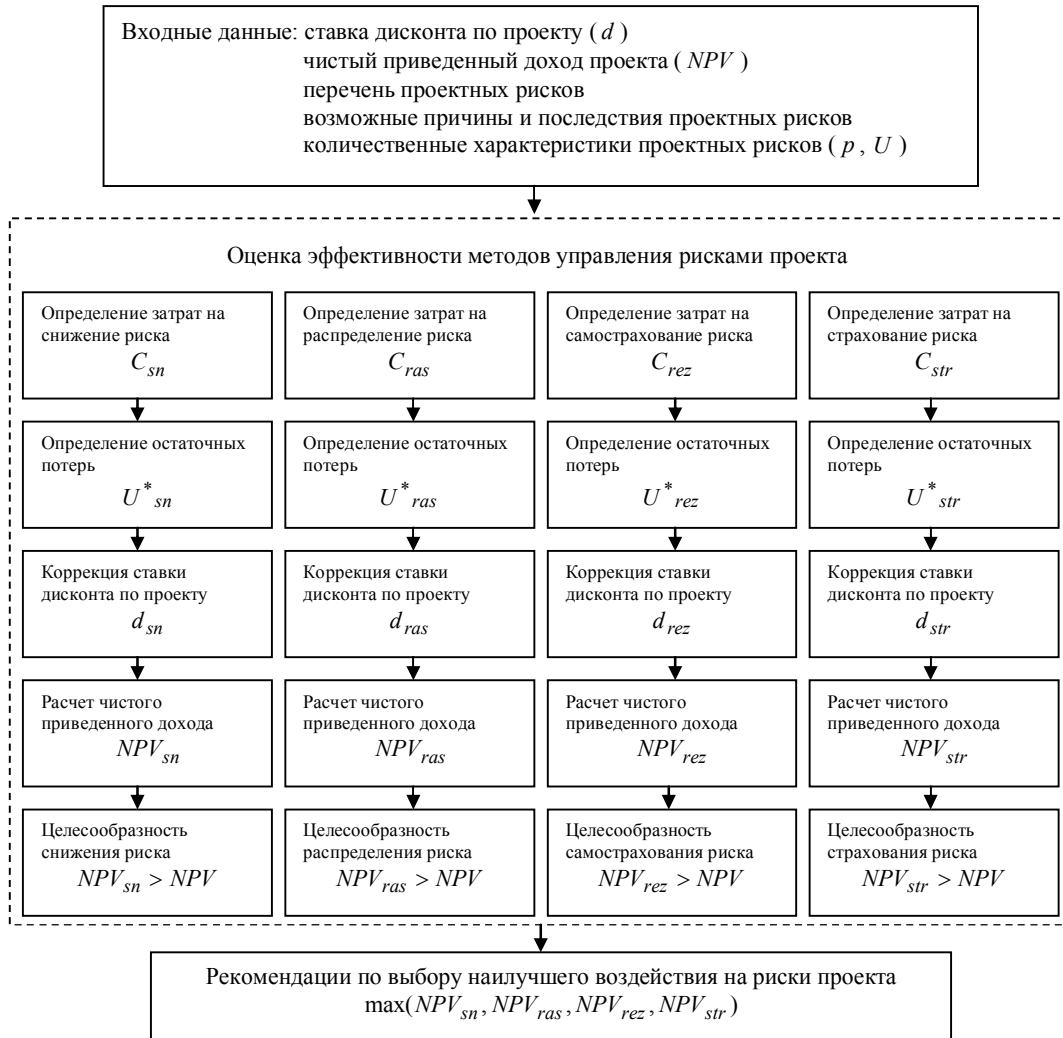 Входные данные: ставка дисконта по проекту ( d )
чистый приведенный доход проекта ( NPV )
перечень проектных рисков
возможные причины и последствия проектных рисков
количественные характеристики проектных рисков ( p , U )
Оценка эффективности методов управления рисками проекта
Определение затрат на
снижение риска
C_sn
Определение затрат на
распределение риска
C_ras
Определение затрат на
самострахование риска
C_rez
Определение затрат на
страхование риска
C_str
Определение остаточных
потерь
U*_sn
Определение остаточных
потерь
U*_ras
Определение остаточных
потерь
U*_rez
Определение остаточных
потерь
U*_str
Коррекция ставки
дисконта по проекту
d_sn
Коррекция ставки
дисконта по проекту
d_ras
Коррекция ставки
дисконта по проекту
d_rez
Коррекция ставки
дисконта по проекту
d_str
Расчет чистого
приведенного дохода
NPV_sn
Расчет чистого
приведенного дохода
NPV_ras
Расчет чистого
приведенного дохода
NPV_rez
Расчет чистого
приведенного дохода
NPV_str
Целесообразность
снижения риска
NPV_sn > NPV
Целесообразность
распределения риска
NPV_ras > NPV
Целесообразность
самострахования риска
NPV_rez > NPV
Целесообразность
страхования риска
NPV_str > NPV
Рекомендации по выбору наилучшего воздействия на риски проекта
max(NPV_sn, NPV_ras, NPV_rez, NPV_str)